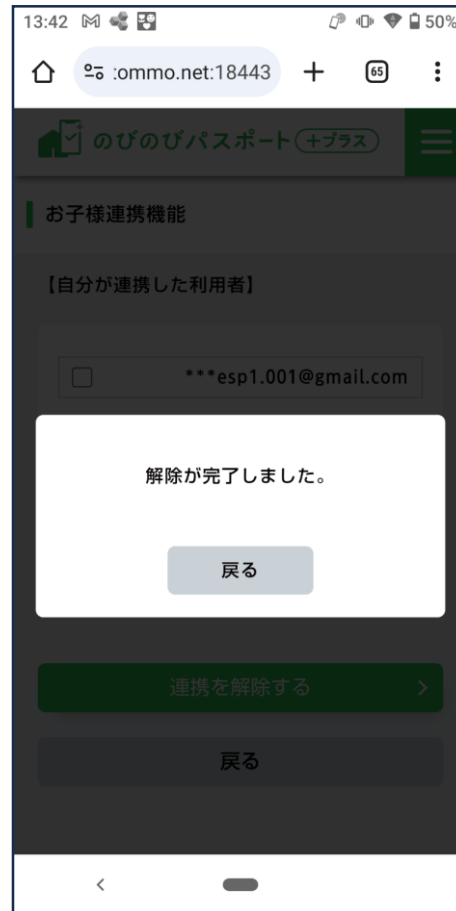 13:42 50%
:ommo.net:18443 65
のびのびパスポート +プラス
お子様連携機能
【自分が連携した利用者】
***esp1.001@gmail.com
解除が完了しました。
戻る
連携を解除する
戻る